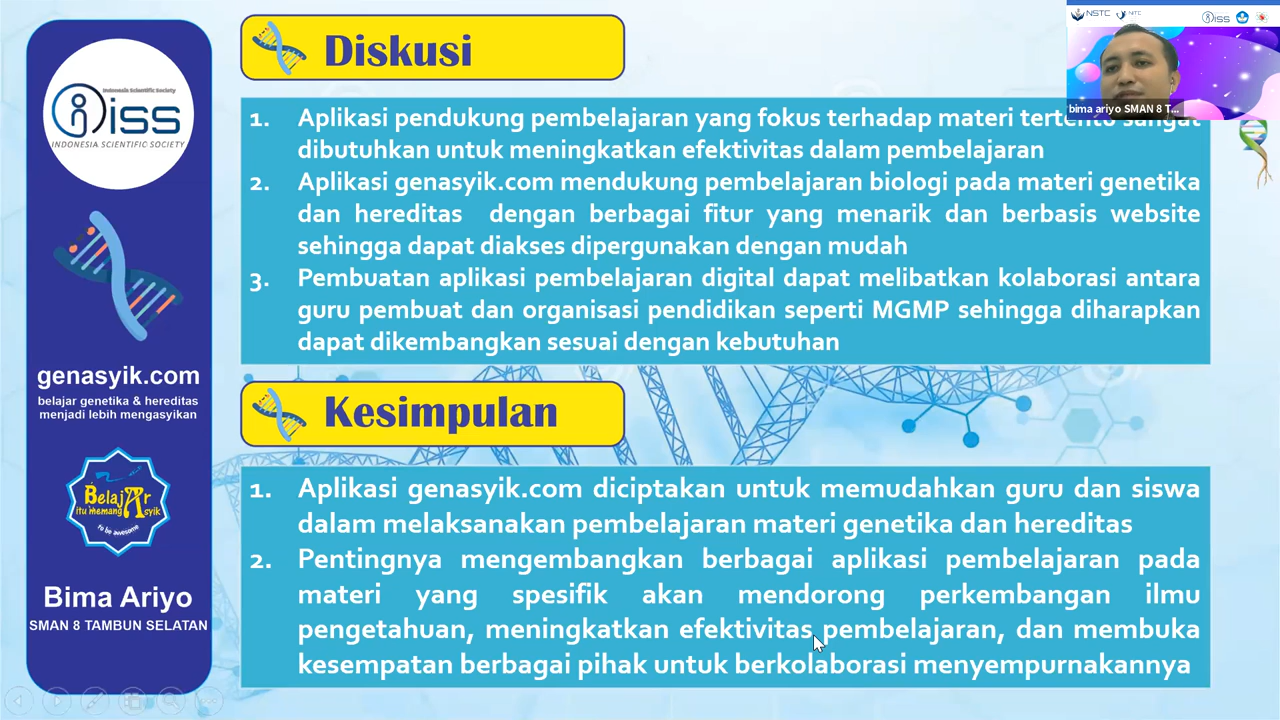 Indonesia Scientific Society
iss
INDONESIA SCIENTIFIC SOCIETY
genasyik.com
belajar genetika & hereditas
menjadi lebih mengasyikan
BelajAr
itu memang Asyik
to be awesome
Bima Ariyo
SMAN 8 TAMBUN SELATAN
Diskusi
1. Aplikasi pendukung pembelajaran yang fokus terhadap materi tertentu sangat
dibutuhkan untuk meningkatkan efektivitas dalam pembelajaran
2. Aplikasi genasyik.com mendukung pembelajaran biologi pada materi genetika
dan hereditas dengan berbagai fitur yang menarik dan berbasis website
sehingga dapat diakses dipergunakan dengan mudah
3. Pembuatan aplikasi pembelajaran digital dapat melibatkan kolaborasi antara
guru pembuat dan organisasi pendidikan seperti MGMP sehingga diharapkan
dapat dikembangkan sesuai dengan kebutuhan
Kesimpulan
1. Aplikasi genasyik.com diciptakan untuk memudahkan guru dan siswa
dalam melaksanakan pembelajaran materi genetika dan hereditas
2. Pentingnya mengembangkan berbagai aplikasi pembelajaran pada
materi yang spesifik akan mendorong perkembangan ilmu
pengetahuan, meningkatkan efektivitas pembelajaran, dan membuka
kesempatan berbagai pihak untuk berkolaborasi menyempurnakannya
NSTC
NITC
iss
bima ariyo SMAN 8 T...